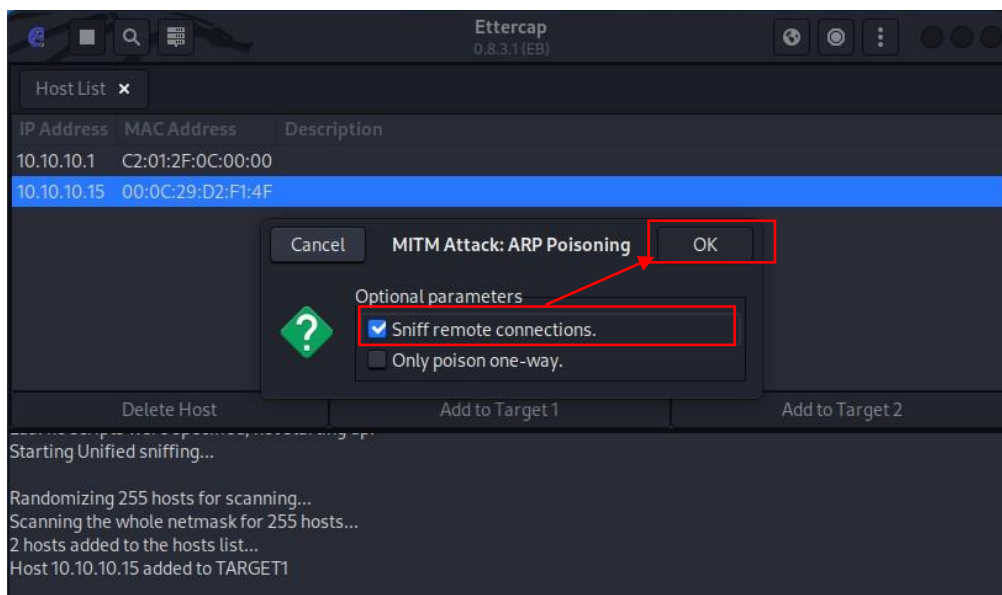 Ettercap
0.8.3.1 (EB)
Host List ×
IP Address MAC Address Description
10.10.10.1 C2:01:2F:0C:00:00
10.10.10.15 00:0C:29:D2:F1:4F
Cancel MITM Attack: ARP Poisoning OK
Optional parameters
Sniff remote connections.
Only poison one-way.
Delete Host Add to Target 1 Add to Target 2
Starting Unified sniffing...
Randomizing 255 hosts for scanning...
Scanning the whole netmask for 255 hosts...
2 hosts added to the hosts list...
Host 10.10.10.15 added to TARGET1